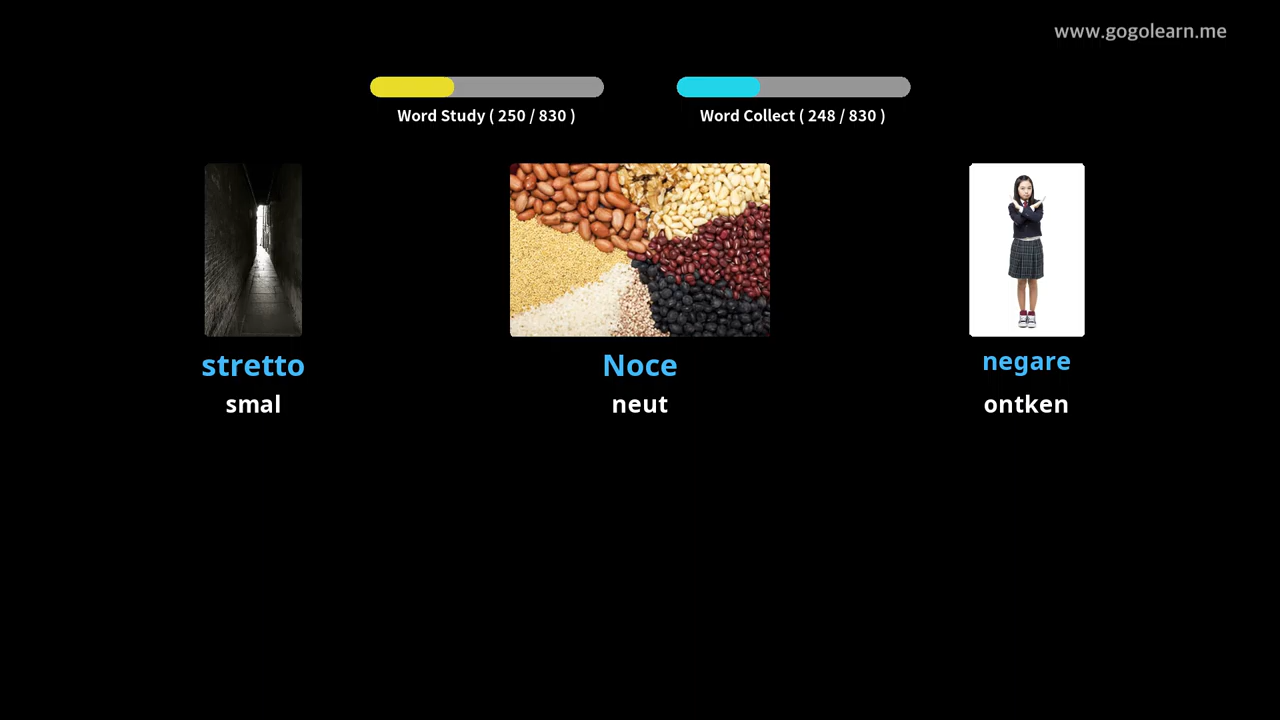 www.gogolearn.me
Word Study ( 250 / 830 )
Word Collect ( 248 / 830 )
stretto
smal
Noce
neut
negare
ontken